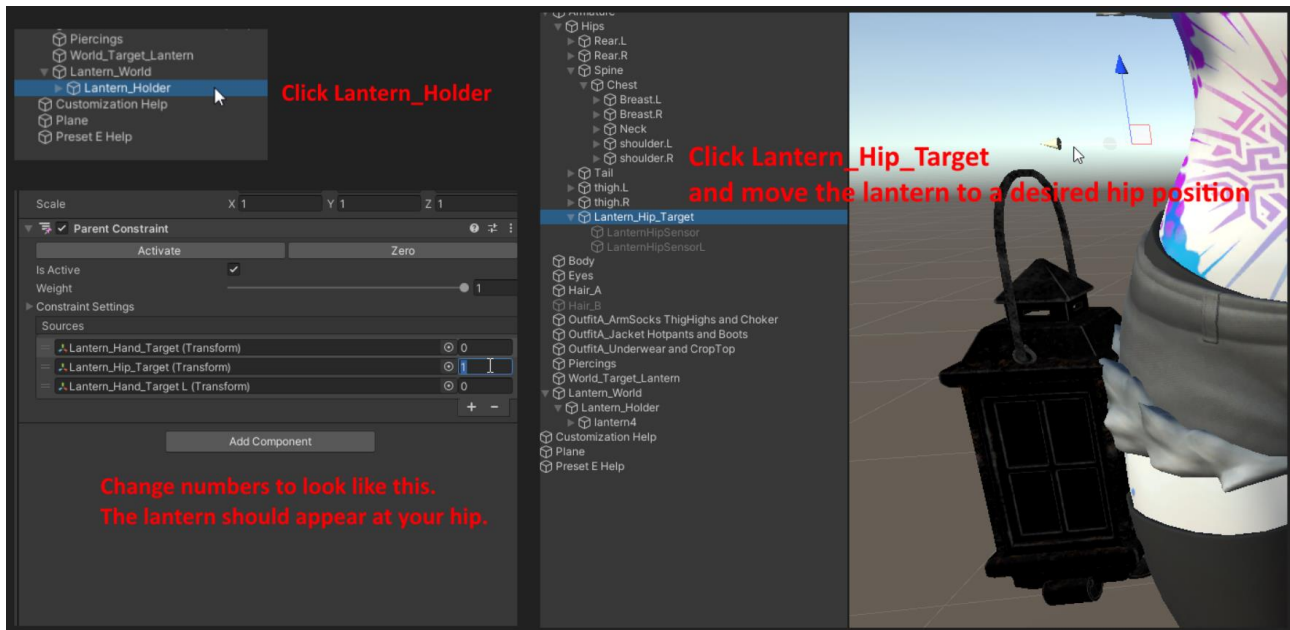 Piercings
World_Target_Lantern
Lantern_World
Lantern_Holder
Customization Help
Plane
Preset E Help
Click Lantern_Holder
Scale X 1 Y 1 Z 1
Parent Constraint
Activate Zero
Is Active
Weight 1
Constraint Settings
Sources
Lantern_Hand_Target (Transform) 0
Lantern_Hip_Target (Transform) 1
Lantern_Hand_Target L (Transform) 0
Add Component
Change numbers to look like this.
The lantern should appear at your hip.
Armature
Hips
Rear.L
Rear.R
Spine
Chest
Breast.L
Breast.R
Neck
shoulder.L
shoulder.R
Tail
thigh.L
thigh.R
Lantern_Hip_Target
LanternHipSensor
LanternHipSensorL
Body
Eyes
Hair_A
Hair_B
OutfitA_ArmSocks ThigHighs and Choker
OutfitA_Jacket Hotpants and Boots
OutfitA_Underwear and CropTop
Piercings
World_Target_Lantern
Lantern_World
Lantern_Holder
lantern4
Customization Help
Plane
Preset E Help
Click Lantern_Hip_Target
and move the lantern to a desired hip position